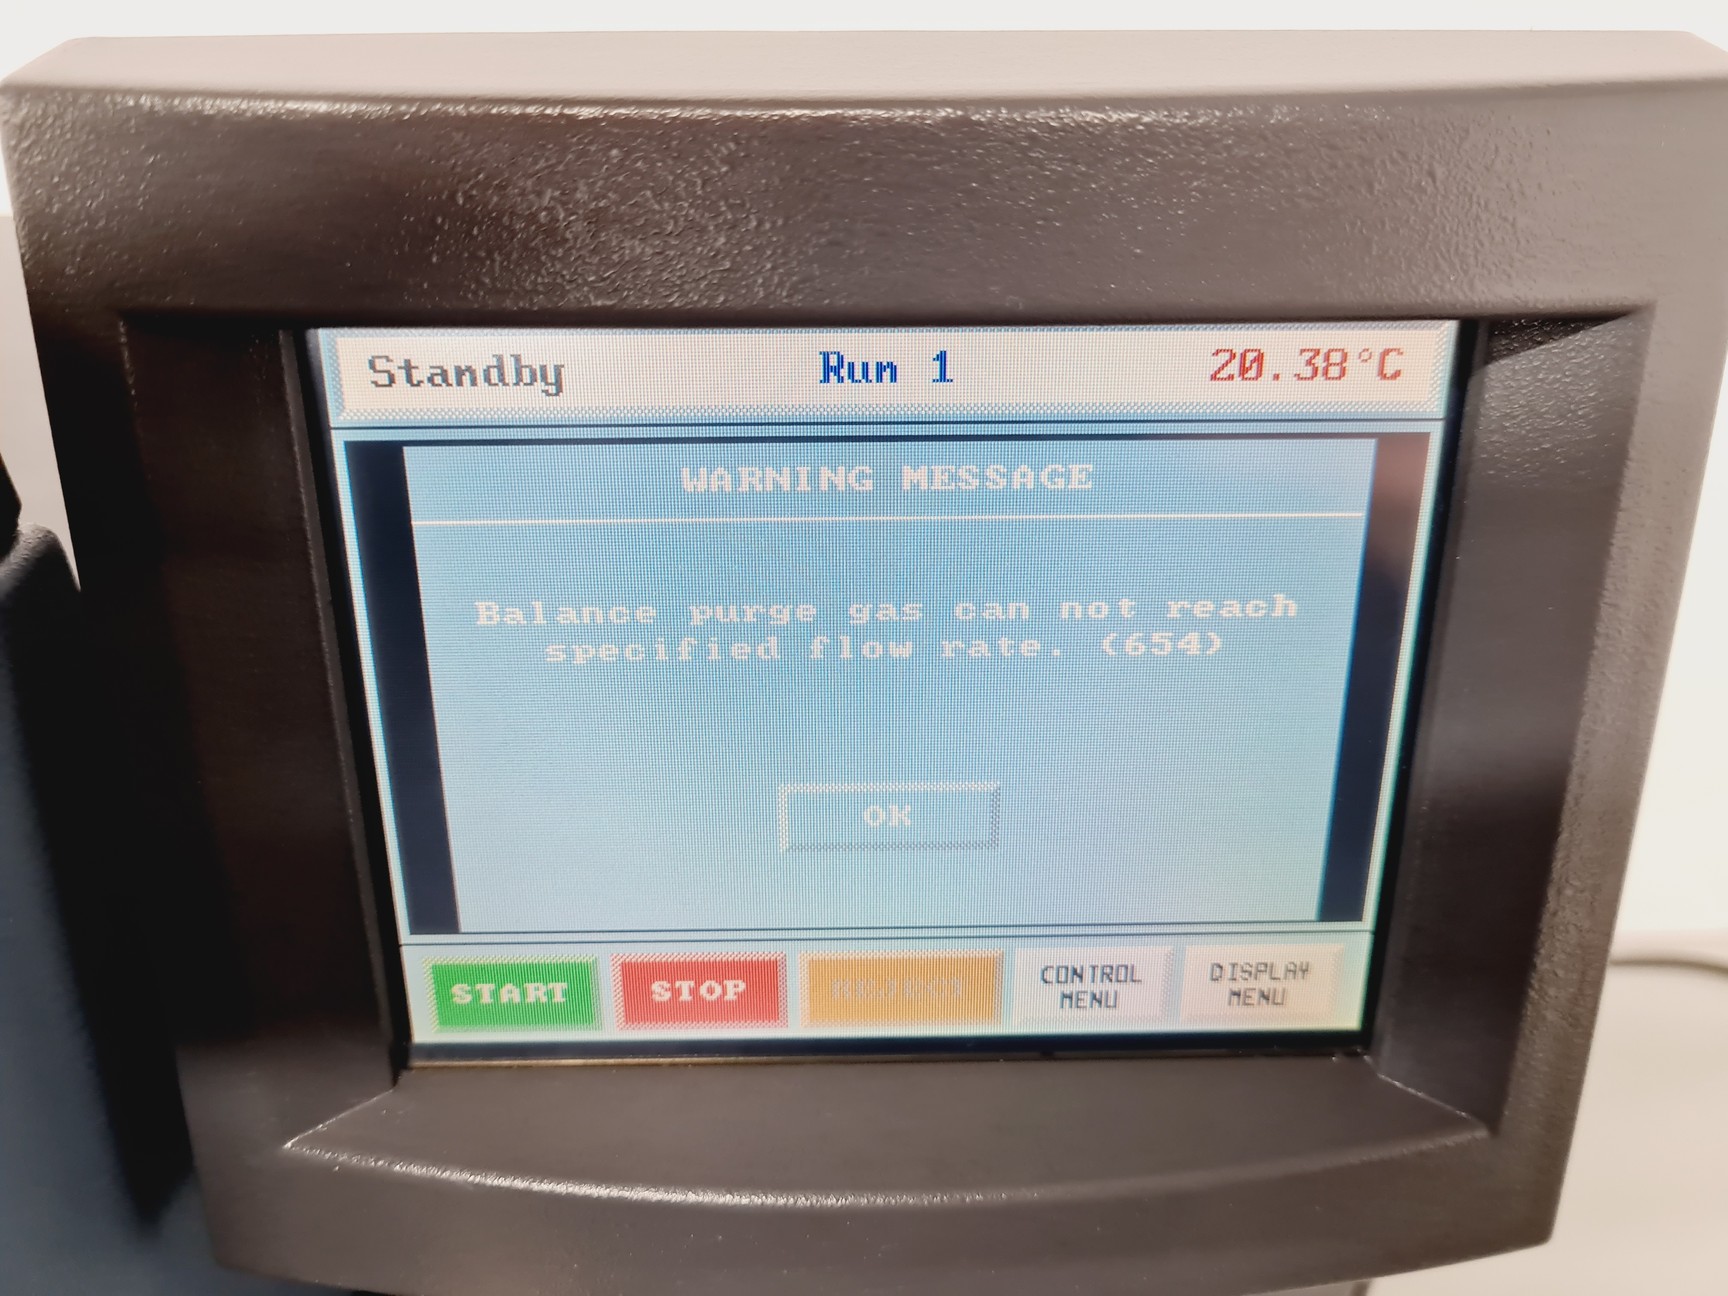 Standby Run 1 20.38°C
WARNING MESSAGE
Balance purge gas can not reach
specified flow rate. (654)
OK
START STOP REJECT CONTROL MENU DISPLAY MENU